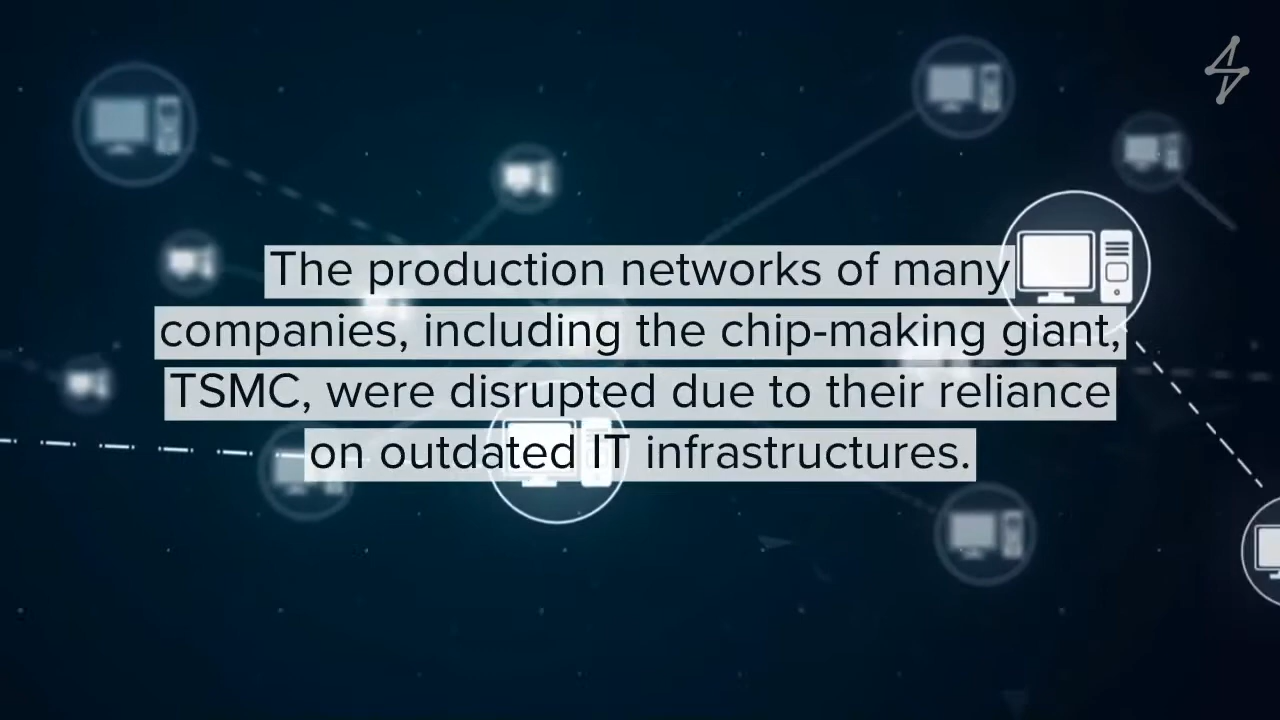 The production networks of many
companies, including the chip-making giant,
TSMC, were disrupted due to their reliance
on outdated IT infrastructures.